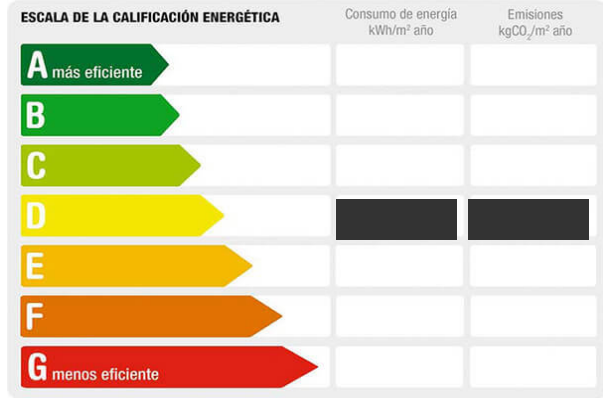 ESCALA DE LA CALIFICACIÓN ENERGÉTICA
Consumo de energía
kWh/m² año
Emisiones
kgCO₂/m² año
A más eficiente
B
C
D
E
F
G menos eficiente